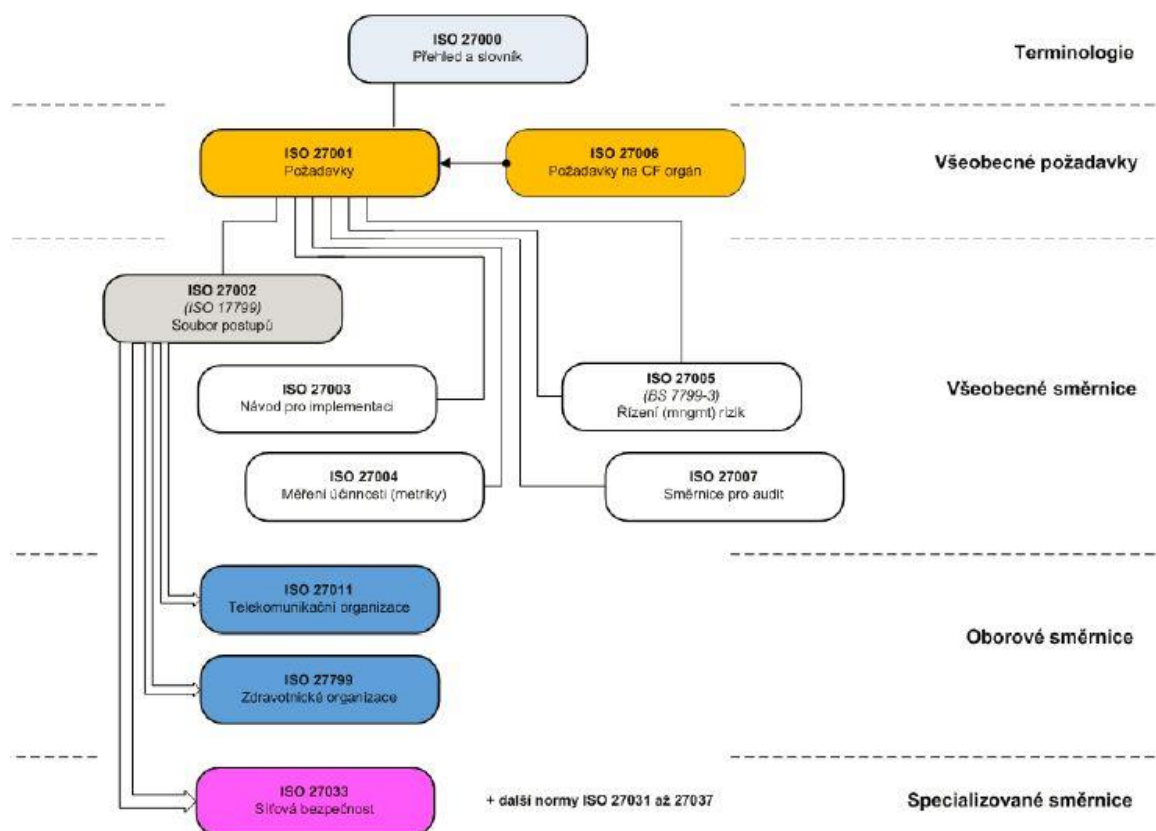 ISO 27000
Přehled a slovník
Terminologie
ISO 27001
Požadavky
ISO 27006
Požadavky na CF orgán
Všeobecné požadavky
ISO 27002
(ISO 17799)
Soubor postupů
ISO 27003
Návod pro implementaci
ISO 27005
(BS 7799-3)
Řízení (mngmt) rizik
Všeobecné směrnice
ISO 27004
Měření účinnosti (metriky)
ISO 27007
Směrnice pro audit
ISO 27011
Telekomunikační organizace
Oborové směrnice
ISO 27799
Zdravotnické organizace
ISO 27033
Síťová bezpečnost
+ další normy ISO 27031 až 27037
Specializované směrnice